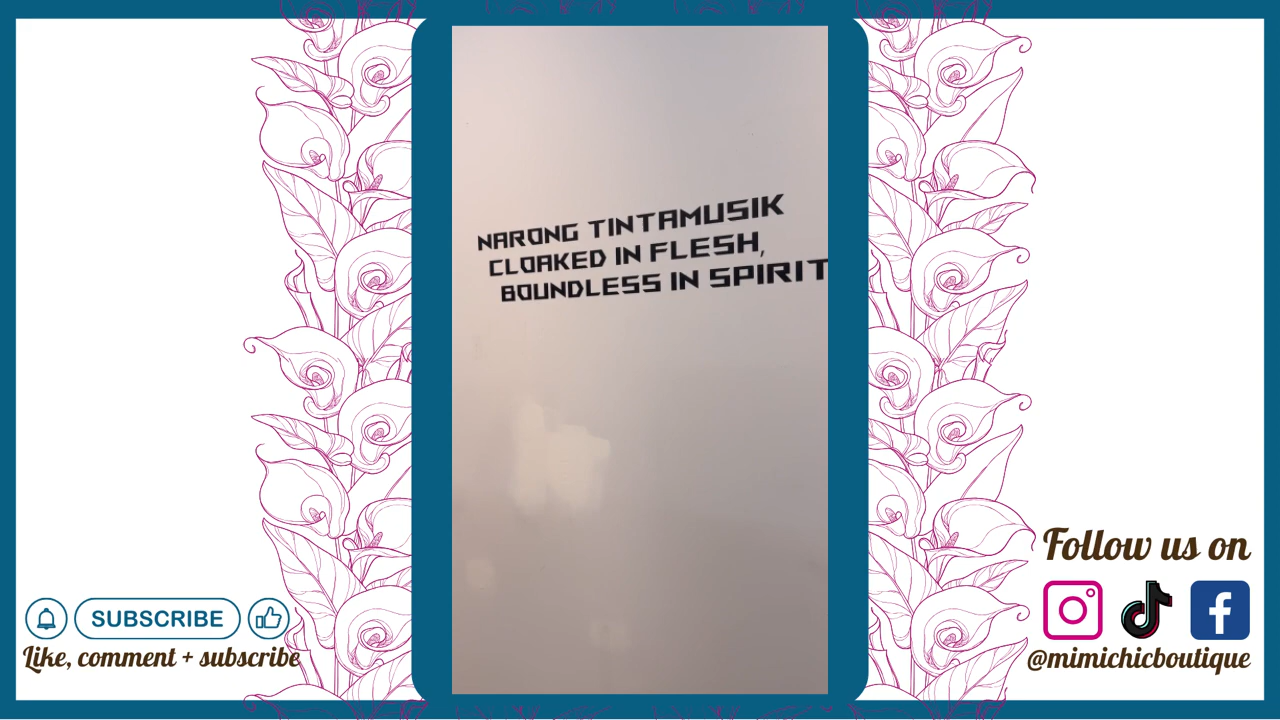 NARONG TINTAMUSIK
CLOAKED IN FLESH,
BOUNDLESS IN SPIRIT
SUBSCRIBE
Like, comment + subscribe
Follow us on
@mimichicboutique